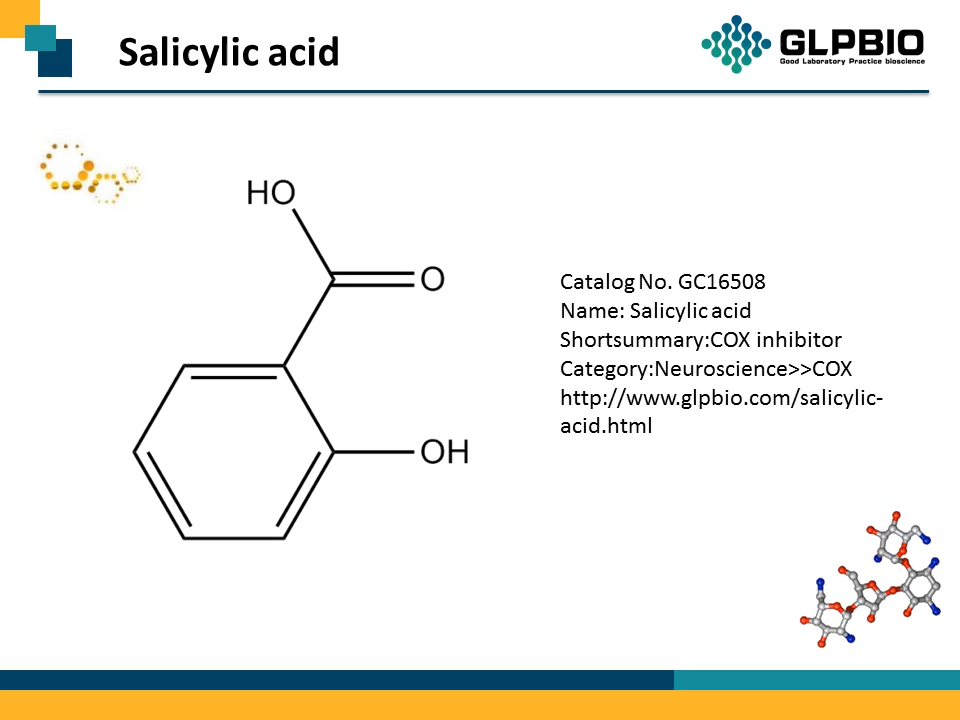 Salicylic acid
GLPBIO
Good Laboratory Practice bioscience
HO
O
OH
Catalog No. GC16508
Name: Salicylic acid
Shortsummary:COX inhibitor
Category:Neuroscience>>COX
http://www.glpbio.com/salicylic-
acid.html